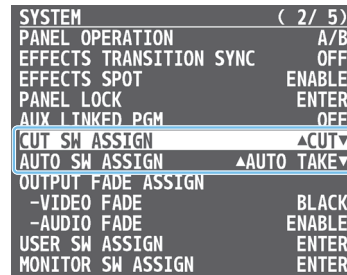 SYSTEM ( 2/ 5)
PANEL OPERATION A/B
EFFECTS TRANSITION SYNC OFF
EFFECTS SPOT ENABLE
PANEL LOCK ENTER
AUX LINKED PGM OFF
CUT SW ASSIGN ▲CUT▼
AUTO SW ASSIGN ▲AUTO TAKE▼
OUTPUT FADE ASSIGN
-VIDEO FADE BLACK
-AUDIO FADE ENABLE
USER SW ASSIGN ENTER
MONITOR SW ASSIGN ENTER